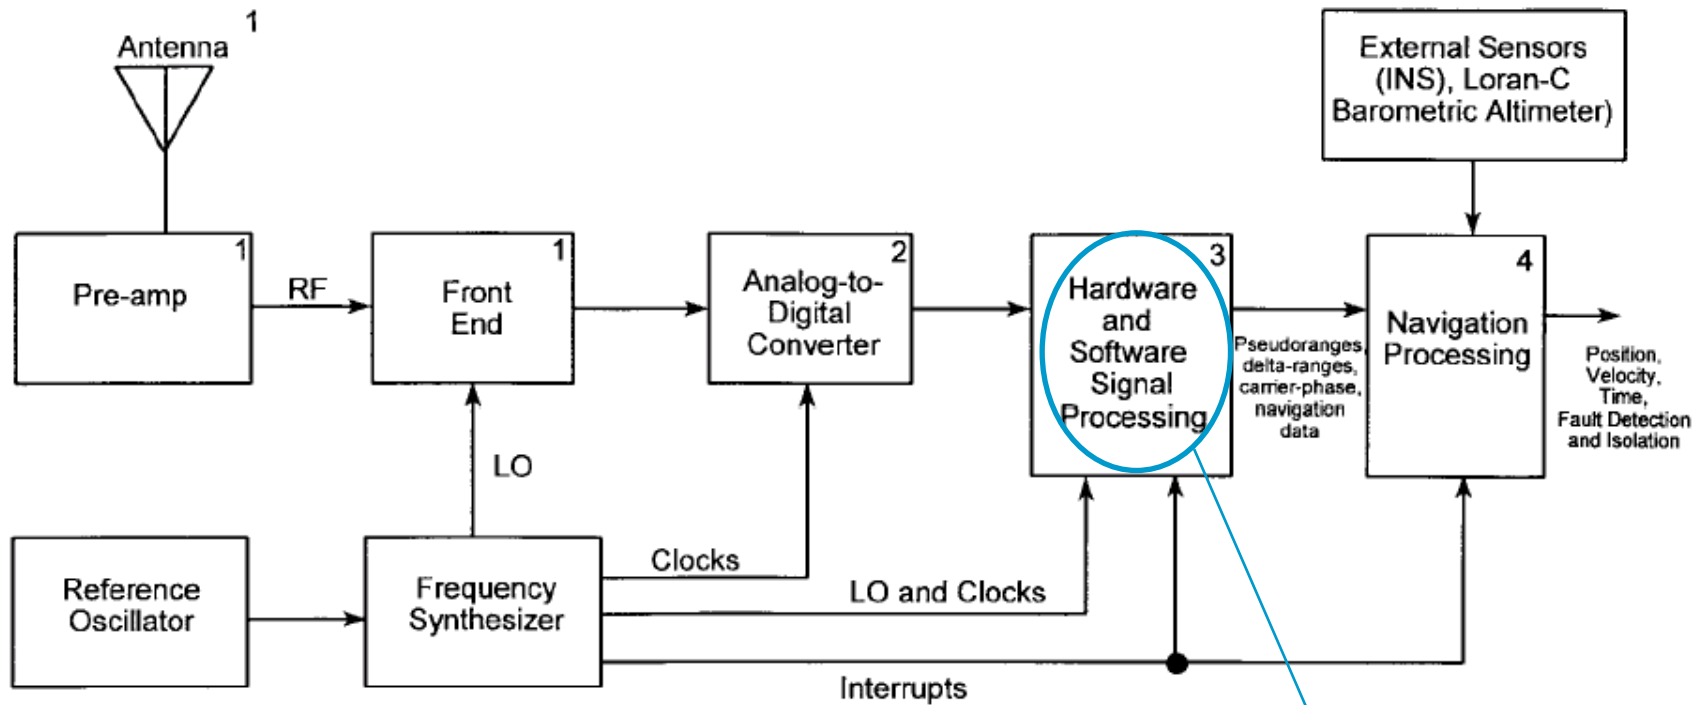 1
Antenna
External Sensors
(INS), Loran-C
Barometric Altimeter)
1
Pre-amp
RF
1
Front
End
2
Analog-to-
Digital
Converter
3
Hardware
and
Software
Signal
Processing
Pseudoranges,
delta-ranges,
carrier-phase,
navigation
data
4
Navigation
Processing
Position,
Velocity,
Time,
Fault Detection
and Isolation
LO
Reference
Oscillator
Frequency
Synthesizer
Clocks
LO and Clocks
Interrupts